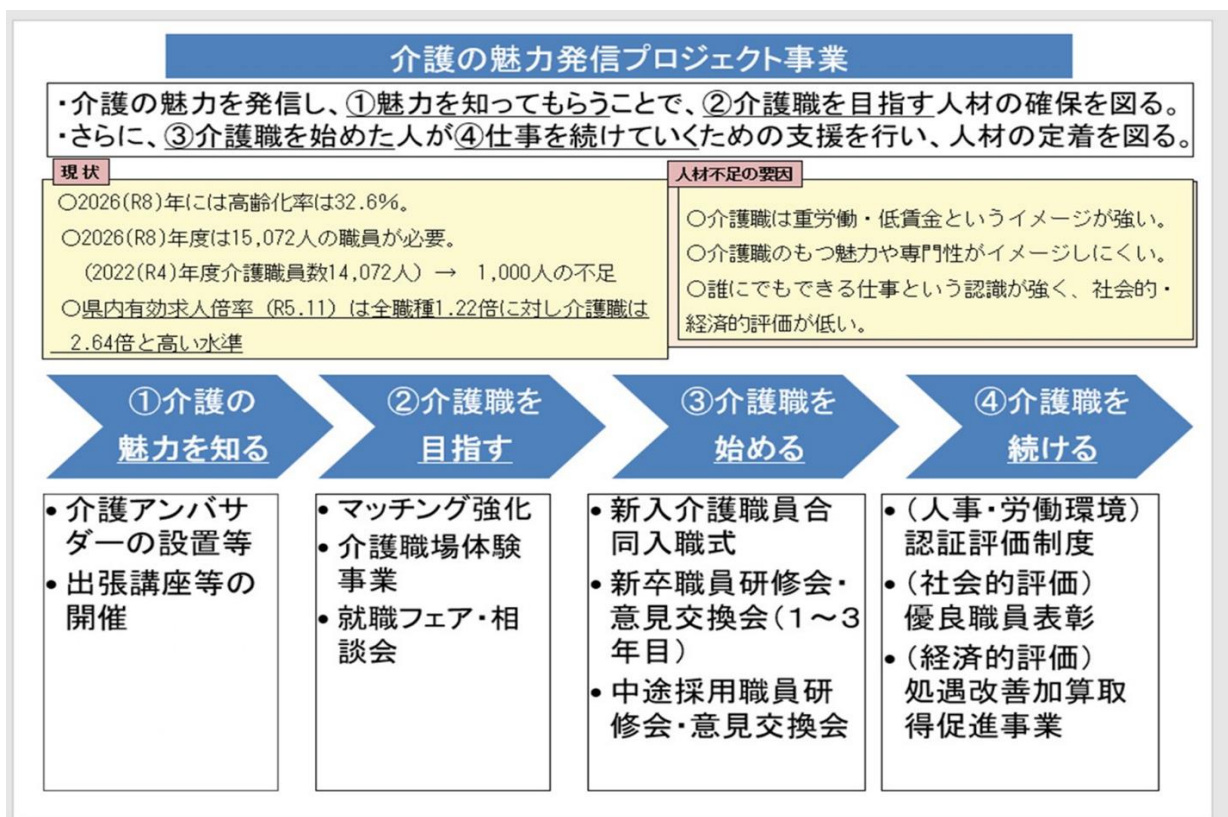 介護の魅力発信プロジェクト事業
・介護の魅力を発信し、①魅力を知ってもらうことで、②介護職を目指す人材の確保を図る。
・さらに、③介護職を始めた人が④仕事を続けていくための支援を行い、人材の定着を図る。
現状
○2026(R8)年には高齢化率は32.6%。
○2026(R8)年度は15,072人の職員が必要。
(2022(R4)年度介護職員数14,072人) → 1,000人の不足
○県内有効求人倍率 (R5.11) は全職種1.22倍に対し介護職は
2.64倍と高い水準
人材不足の要因
○介護職は重労働・低賃金というイメージが強い。
○介護職のもつ魅力や専門性がイメージしにくい。
○誰にでもできる仕事という認識が強く、社会的・
経済的評価が低い。
①介護の
魅力を知る
②介護職を
目指す
③介護職を
始める
④介護職を
続ける
・介護アンバサ
ダーの設置等
・出張講座等の
開催
・マッチング強化
・介護職場体験
事業
・就職フェア・相
談会
・新入介護職員合
同入職式
・新卒職員研修会・
意見交換会(1～3
年目)
・中途採用職員研
修会・意見交換会
・(人事・労働環境)
認証評価制度
・(社会的評価)
優良職員表彰
・(経済的評価)
処遇改善加算取
得促進事業